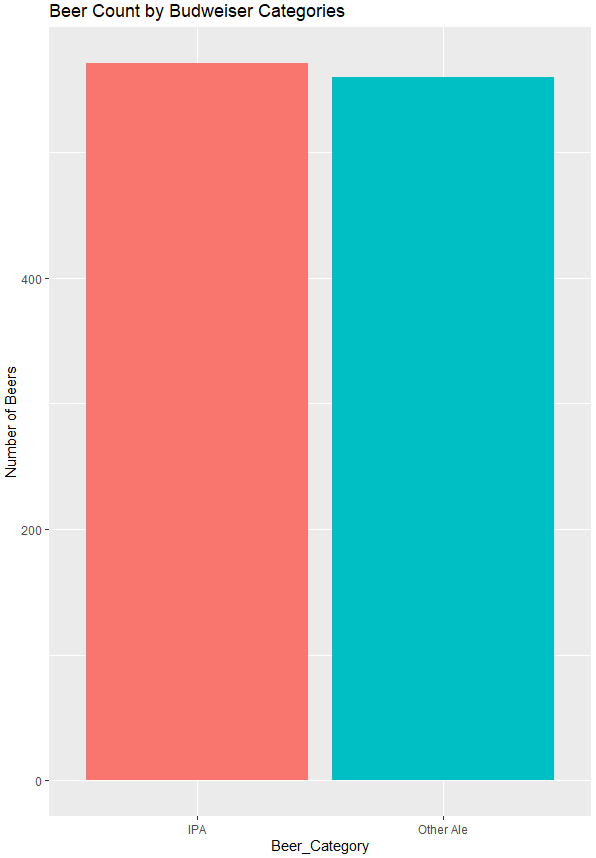 Beer Count by Budweiser Categories
Number of Beers
400
200
0
IPA
Other Ale
Beer_Category